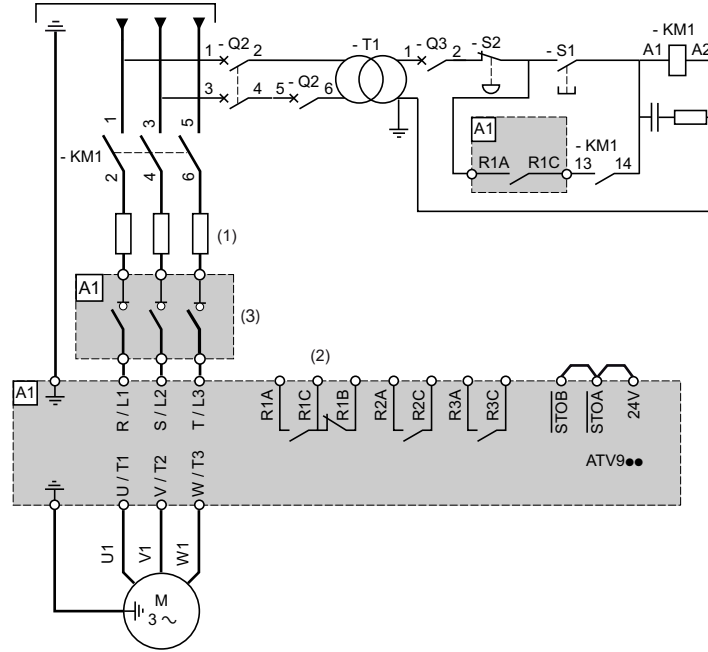 - Q2
- T1
- Q3
- S2
- S1
- KM1
1 2
1 2
A1 A2
3 4 5 - Q2 6
1 3 5
- KM1
2 4 6
A1
R1A R1C
- KM1
13 14
(1)
A1
(3)
(2)
A1
R / L1
S / L2
T / L3
R1A
R1C
R1B
R2A
R2C
R3A
R3C
STOB
STOA
24V
ATV9●●
U / T1
V / T2
W / T3
U1
V1
W1
M
3 ~